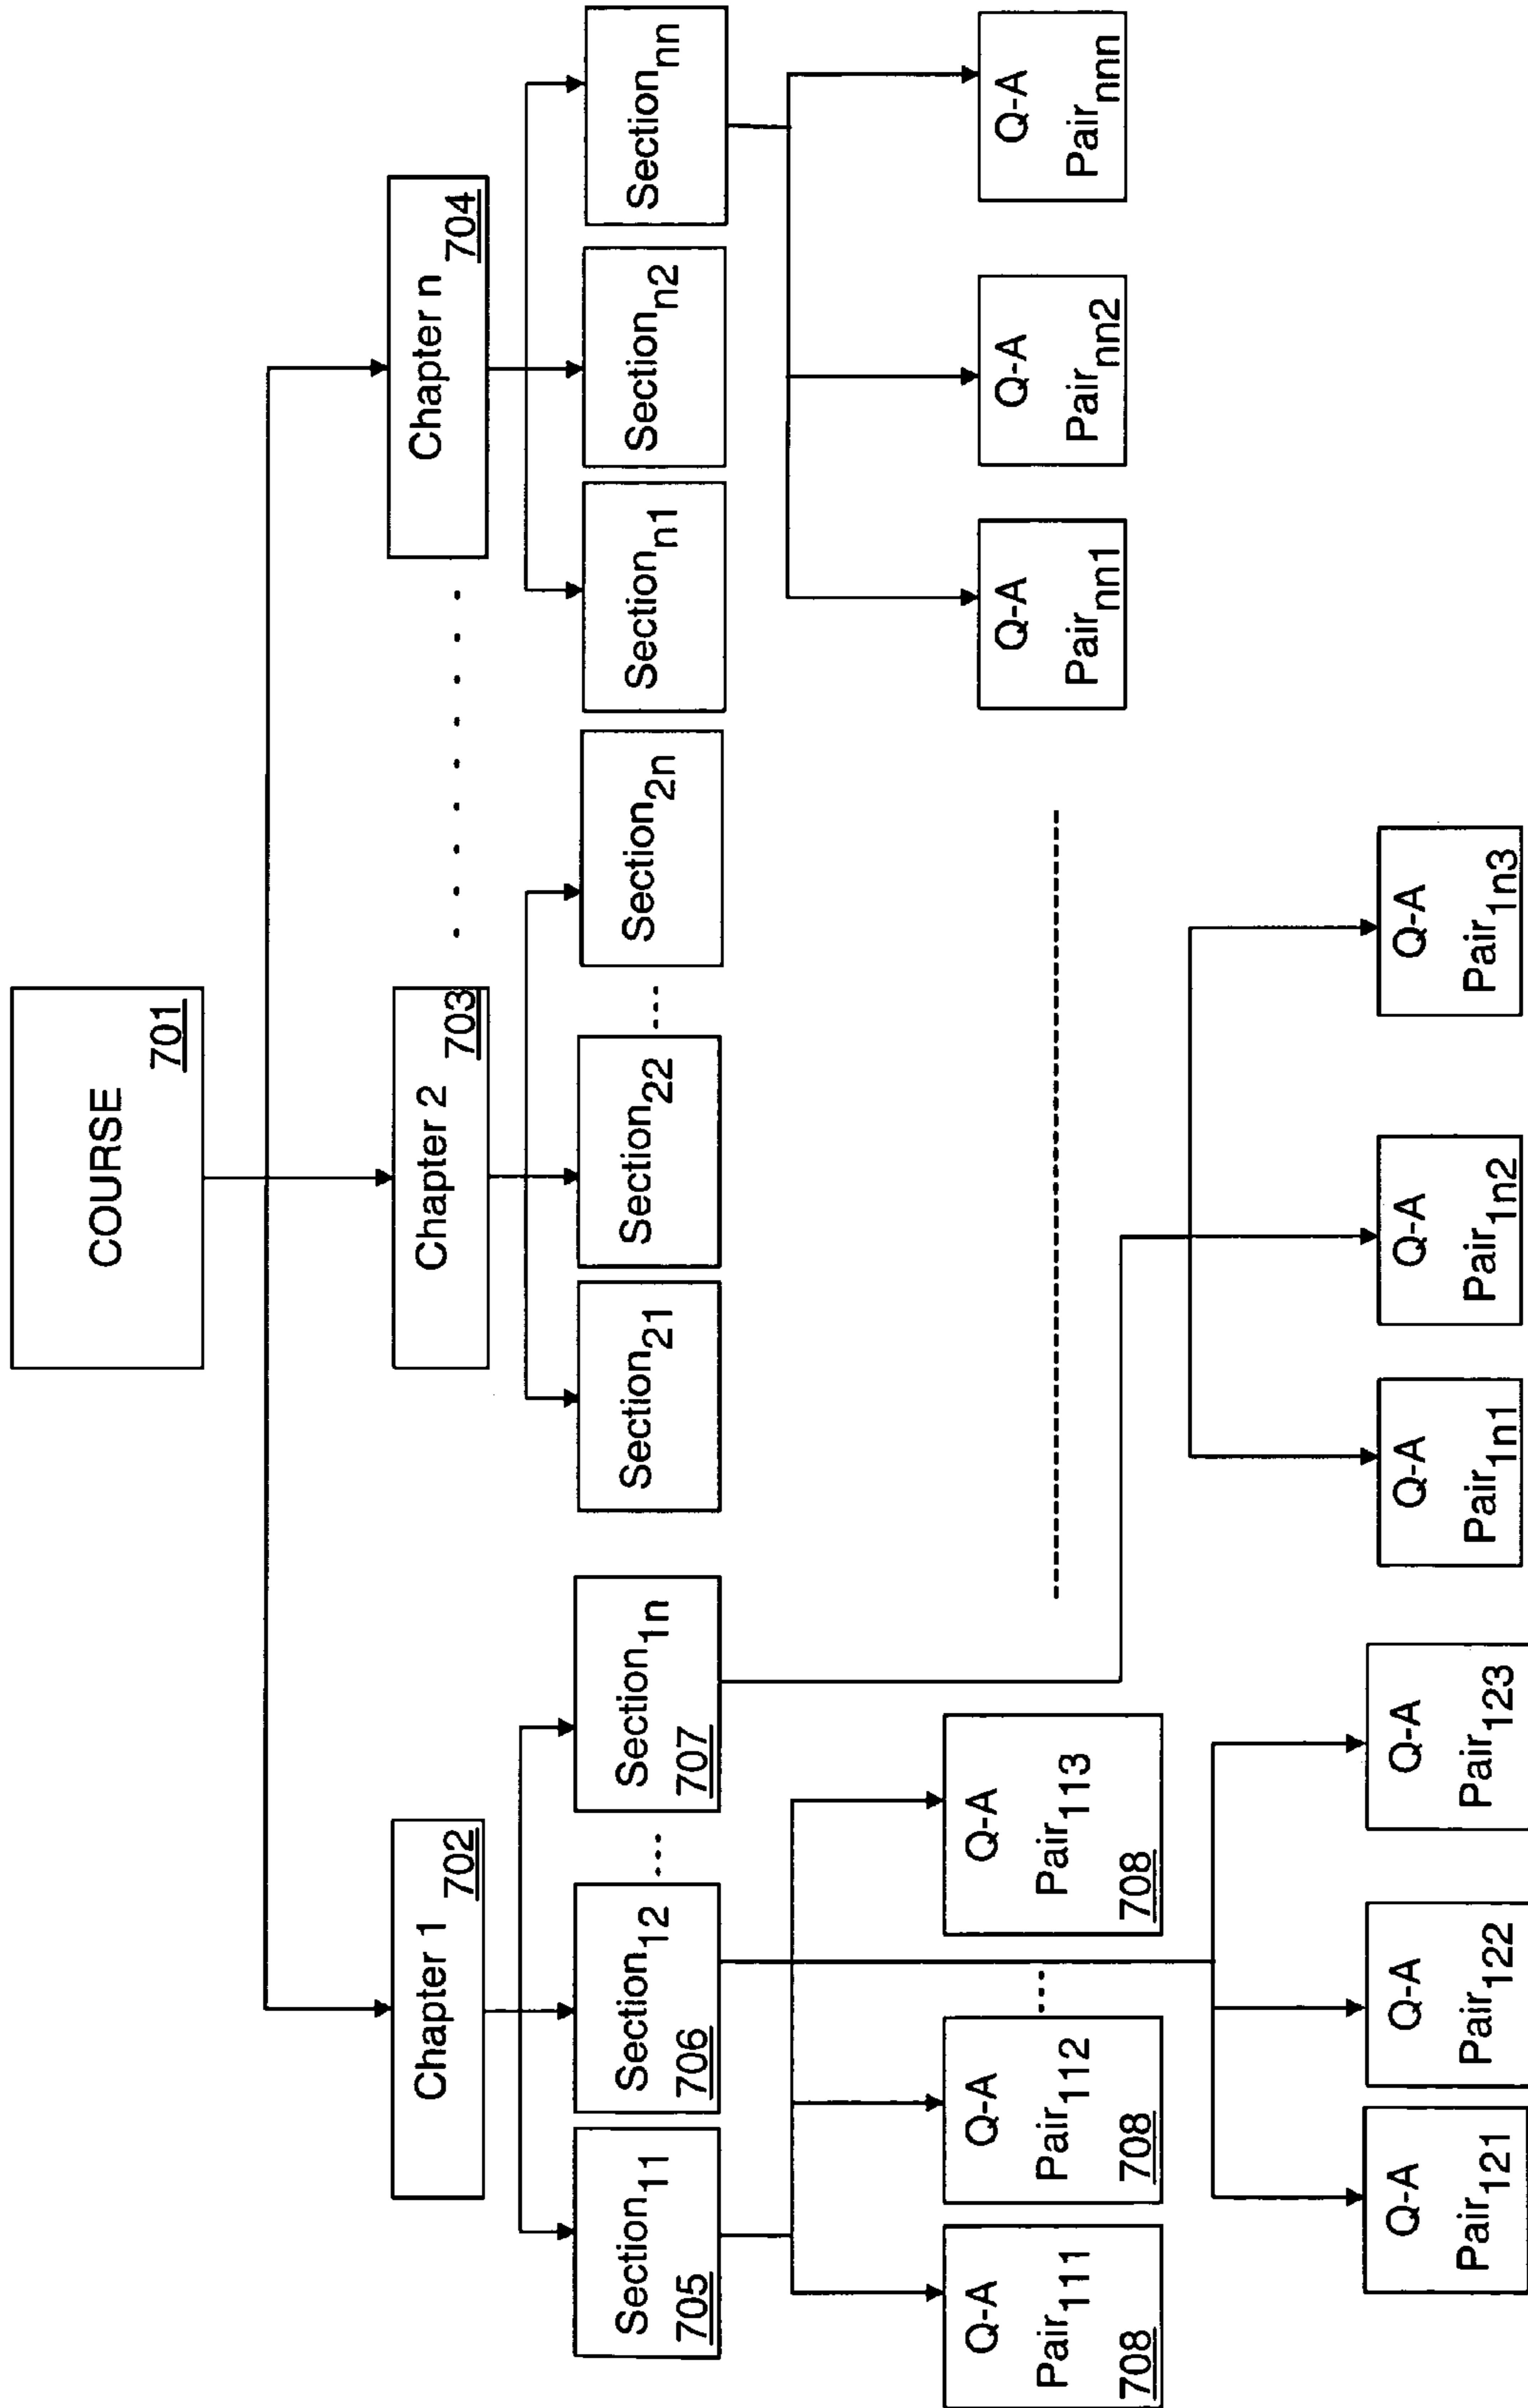 COURSE
701
Chapter 1
702
Chapter 2
703
. . . . . . . . .
Chapter n
704
Section11
705
Section12
706
...
Section1n
707
Section21
Section22
...
Section2n
Sectionn1
Sectionn2
Sectionnn
Q-A
Pair111
708
Q-A
Pair112
708
...
Q-A
Pair113
708
Q-A
Pairnn1
Q-A
Pairnn2
Q-A
Pairnnn
Q-A
Pair121
Q-A
Pair122
Q-A
Pair123
Q-A
Pair1n1
Q-A
Pair1n2
Q-A
Pair1n3